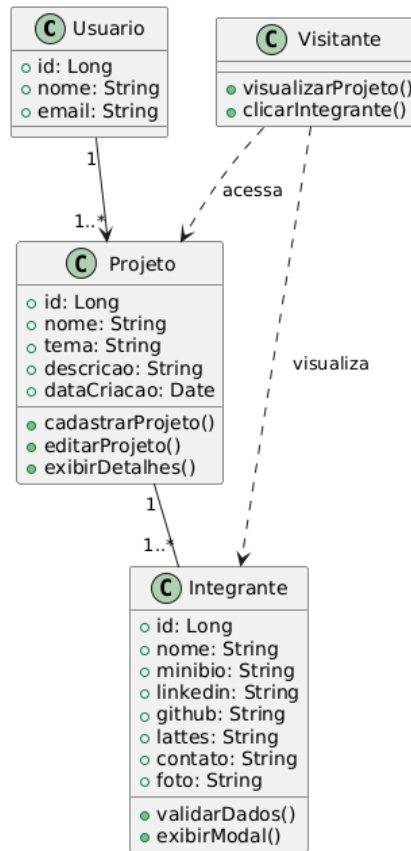 C Usuario
id: Long
nome: String
email: String
C Visitante
visualizarProjeto()
clicarIntegrante()
1
acessa
1..*
C Projeto
id: Long
nome: String
tema: String
descricao: String
dataCriacao: Date
cadastrarProjeto()
editarProjeto()
exibirDetalhes()
visualiza
1
1..*
C Integrante
id: Long
nome: String
minibio: String
linkedin: String
github: String
lattes: String
contato: String
foto: String
validarDados()
exibirModal()